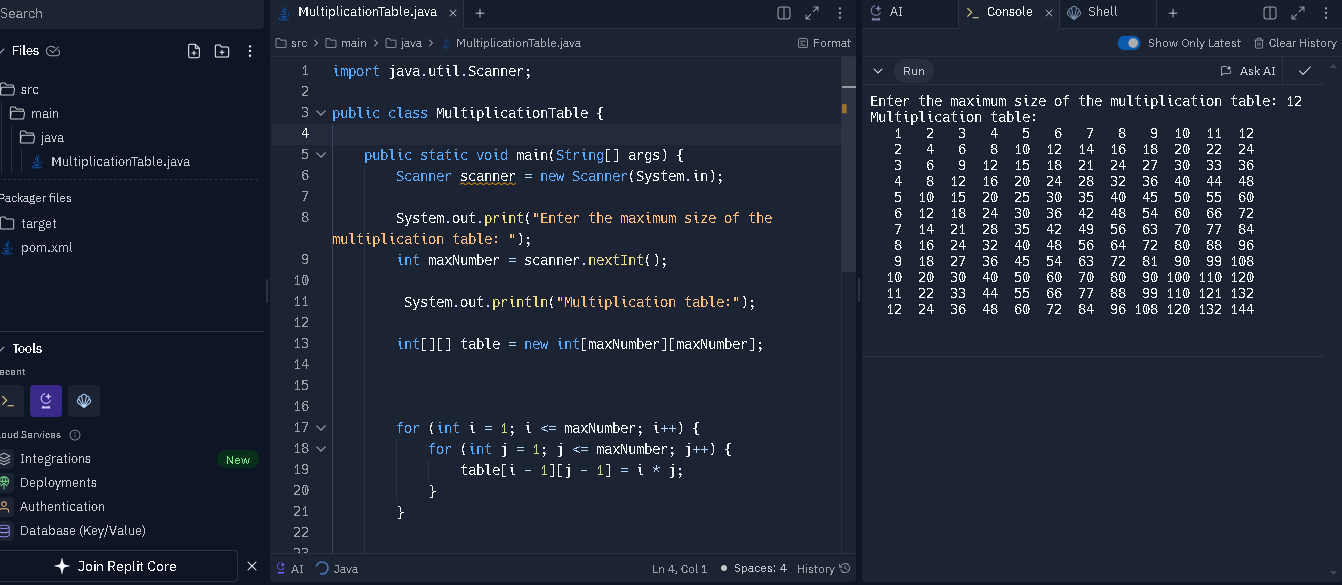 Search
Files
src
main
java
MultiplicationTable.java
Packager files
target
pom.xml
Tools
Integrations
New
Deployments
Authentication
Database (Key/Value)
Join Replit Core
MultiplicationTable.java
src > main > java > MultiplicationTable.java
Format
1 import java.util.Scanner;
2
3 public class MultiplicationTable {
4
5 public static void main(String[] args) {
6 Scanner scanner = new Scanner(System.in);
7
8 System.out.print("Enter the maximum size of the
multiplication table: ");
9 int maxNumber = scanner.nextInt();
10
11 System.out.println("Multiplication table:");
12
13 int[][] table = new int[maxNumber][maxNumber];
14
15
16
17 for (int i = 1; i <= maxNumber; i++) {
18 for (int j = 1; j <= maxNumber; j++) {
19 table[i - 1][j - 1] = i * j;
20 }
21 }
22
AI
Java
Ln 4, Col 1
Spaces: 4
History
AI
Console
Shell
Show Only Latest
Clear History
Run
Ask AI
Enter the maximum size of the multiplication table: 12
Multiplication table:
1 2 3 4 5 6 7 8 9 10 11 12
2 4 6 8 10 12 14 16 18 20 22 24
3 6 9 12 15 18 21 24 27 30 33 36
4 8 12 16 20 24 28 32 36 40 44 48
5 10 15 20 25 30 35 40 45 50 55 60
6 12 18 24 30 36 42 48 54 60 66 72
7 14 21 28 35 42 49 56 63 70 77 84
8 16 24 32 40 48 56 64 72 80 88 96
9 18 27 36 45 54 63 72 81 90 99 108
10 20 30 40 50 60 70 80 90 100 110 120
11 22 33 44 55 66 77 88 99 110 121 132
12 24 36 48 60 72 84 96 108 120 132 144